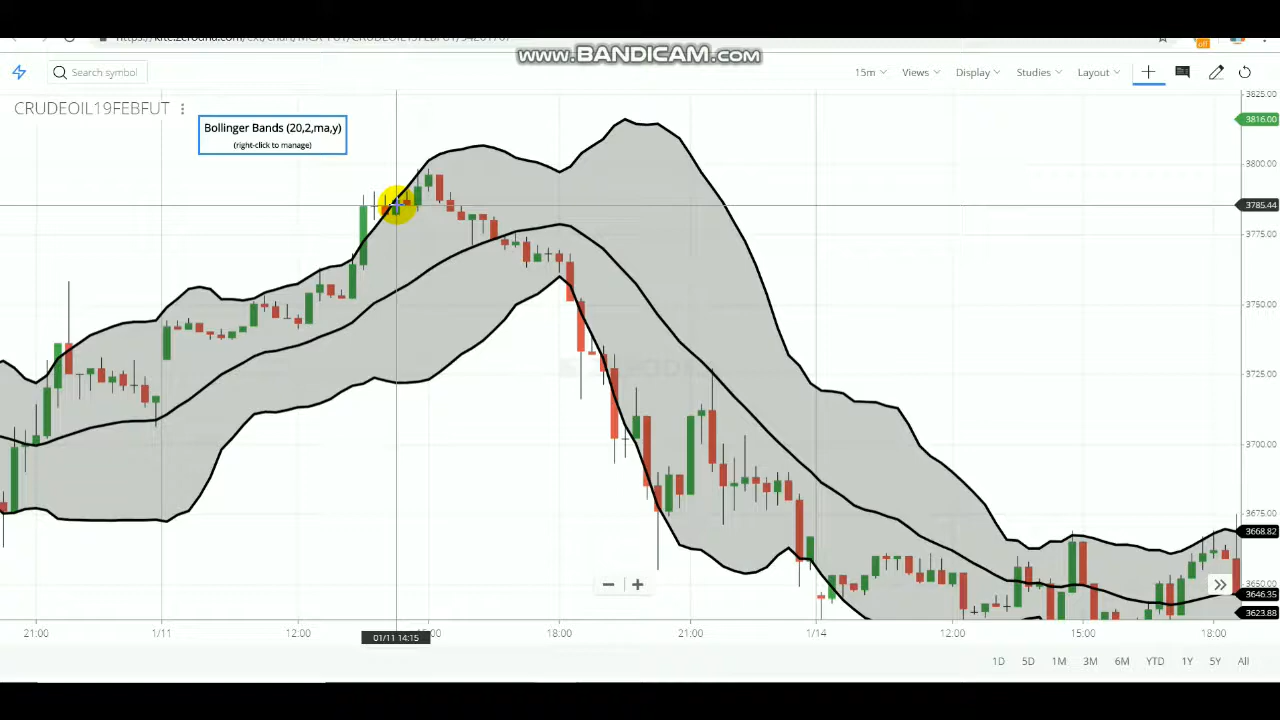 www.BANDICAM.com
Search symbol
15m
Views
Display
Studies
Layout
CRUDEOIL19FEBFUT
Bollinger Bands (20,2,ma,y)
(right-click to manage)
3825.00
3816.00
3800.00
3785.44
3775.00
3750.00
3725.00
3700.00
3675.00
3668.82
3650.00
3646.35
3623.88
21:00
1/11
12:00
01/11 14:15
18:00
21:00
1/14
12:00
15:00
18:00
1D
5D
1M
3M
6M
YTD
1Y
5Y
All